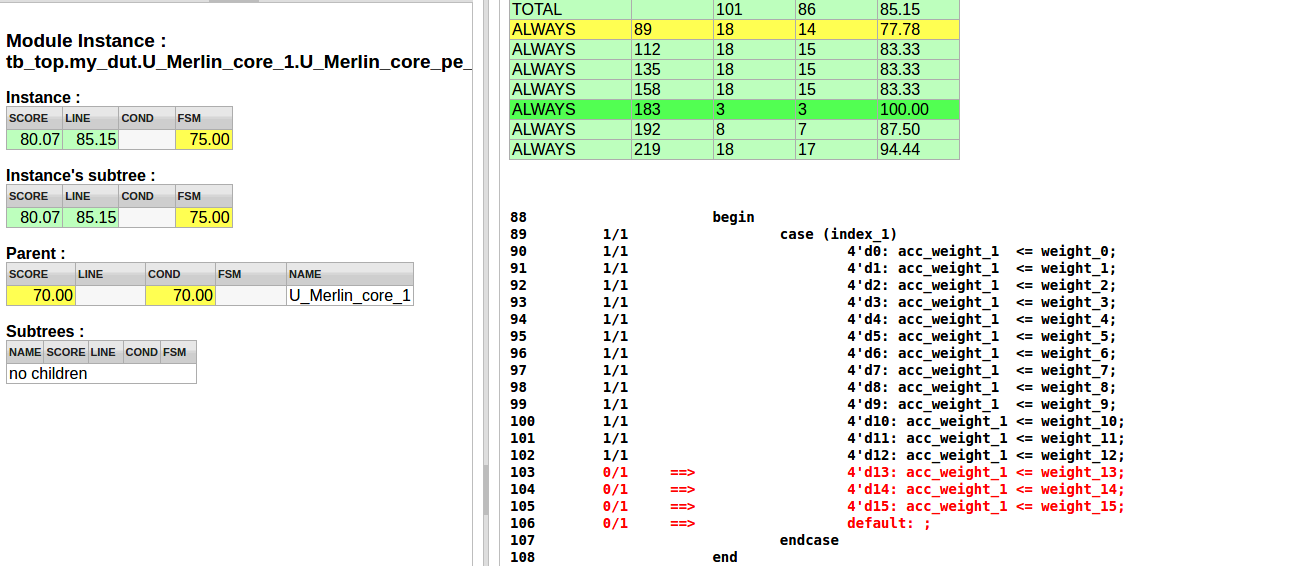 Module Instance :
tb_top.my_dut.U_Merlin_core_1.U_Merlin_core_pe_
Instance :
SCORE LINE COND FSM
80.07 85.15 75.00
Instance's subtree :
SCORE LINE COND FSM
80.07 85.15 75.00
Parent :
SCORE LINE COND FSM NAME
70.00 70.00 U_Merlin_core_1
Subtrees :
NAME SCORE LINE COND FSM
no children
TOTAL 101 86 85.15
ALWAYS 89 18 14 77.78
ALWAYS 112 18 15 83.33
ALWAYS 135 18 15 83.33
ALWAYS 158 18 15 83.33
ALWAYS 183 3 3 100.00
ALWAYS 192 8 7 87.50
ALWAYS 219 18 17 94.44
88 begin
89 1/1 case (index_1)
90 1/1 4'd0: acc_weight_1 <= weight_0;
91 1/1 4'd1: acc_weight_1 <= weight_1;
92 1/1 4'd2: acc_weight_1 <= weight_2;
93 1/1 4'd3: acc_weight_1 <= weight_3;
94 1/1 4'd4: acc_weight_1 <= weight_4;
95 1/1 4'd5: acc_weight_1 <= weight_5;
96 1/1 4'd6: acc_weight_1 <= weight_6;
97 1/1 4'd7: acc_weight_1 <= weight_7;
98 1/1 4'd8: acc_weight_1 <= weight_8;
99 1/1 4'd9: acc_weight_1 <= weight_9;
100 1/1 4'd10: acc_weight_1 <= weight_10;
101 1/1 4'd11: acc_weight_1 <= weight_11;
102 1/1 4'd12: acc_weight_1 <= weight_12;
103 0/1 ==> 4'd13: acc_weight_1 <= weight_13;
104 0/1 ==> 4'd14: acc_weight_1 <= weight_14;
105 0/1 ==> 4'd15: acc_weight_1 <= weight_15;
106 0/1 ==> default: ;
107 endcase
108 end